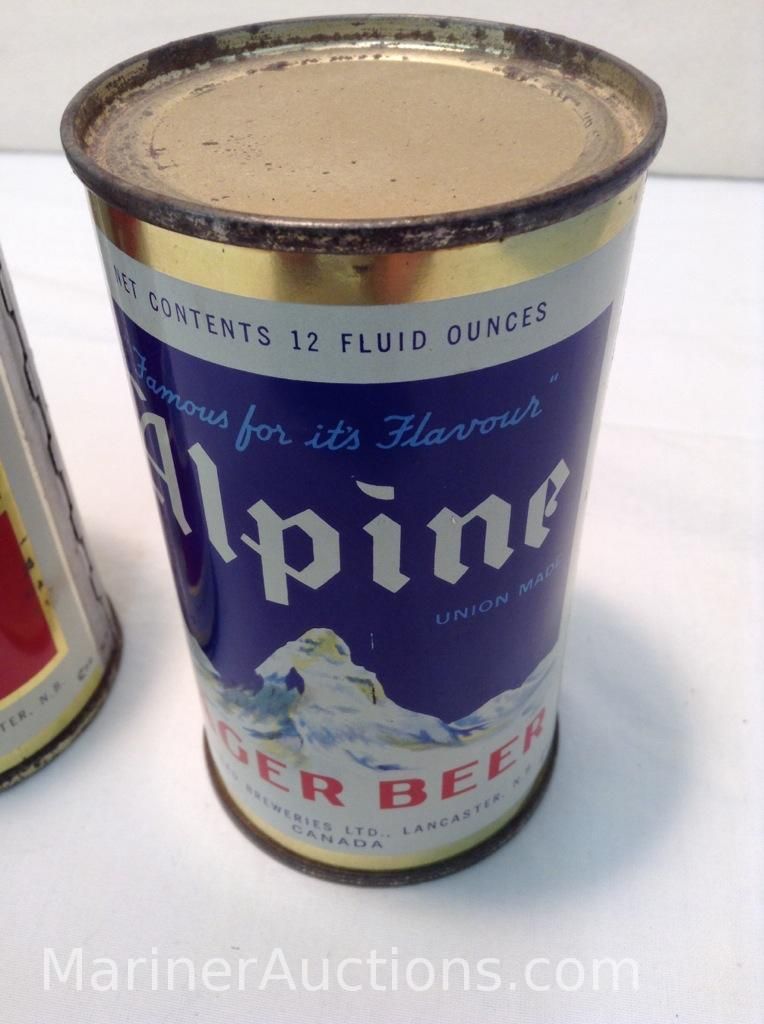 NET CONTENTS 12 FLUID OUNCES
Famous for it's Flavour"
Alpine
UNION MADE
GER BEER
BREWERIES LTD., LANCASTER, N.
CANADA
TER, N.B.
MarinerAuctions.com